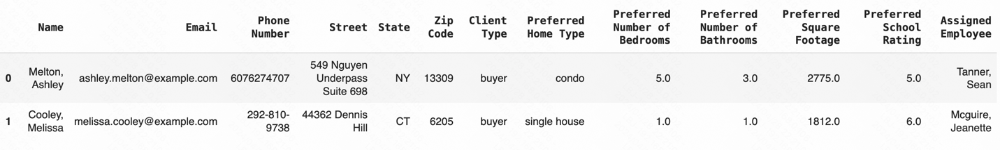 Name Email Phone Number Street State Zip Code Client Type Preferred Home Type Preferred Number of Bedrooms Preferred Number of Bathrooms Preferred Square Footage Preferred School Rating Assigned Employee
0 Melton, Ashley ashley.melton@example.com 6076274707 549 Nguyen Underpass Suite 698 NY 13309 buyer condo 5.0 3.0 2775.0 5.0 Tanner, Sean
1 Cooley, Melissa melissa.cooley@example.com 292-810-9738 44362 Dennis Hill CT 6205 buyer single house 1.0 1.0 1812.0 6.0 Mcguire, Jeanette